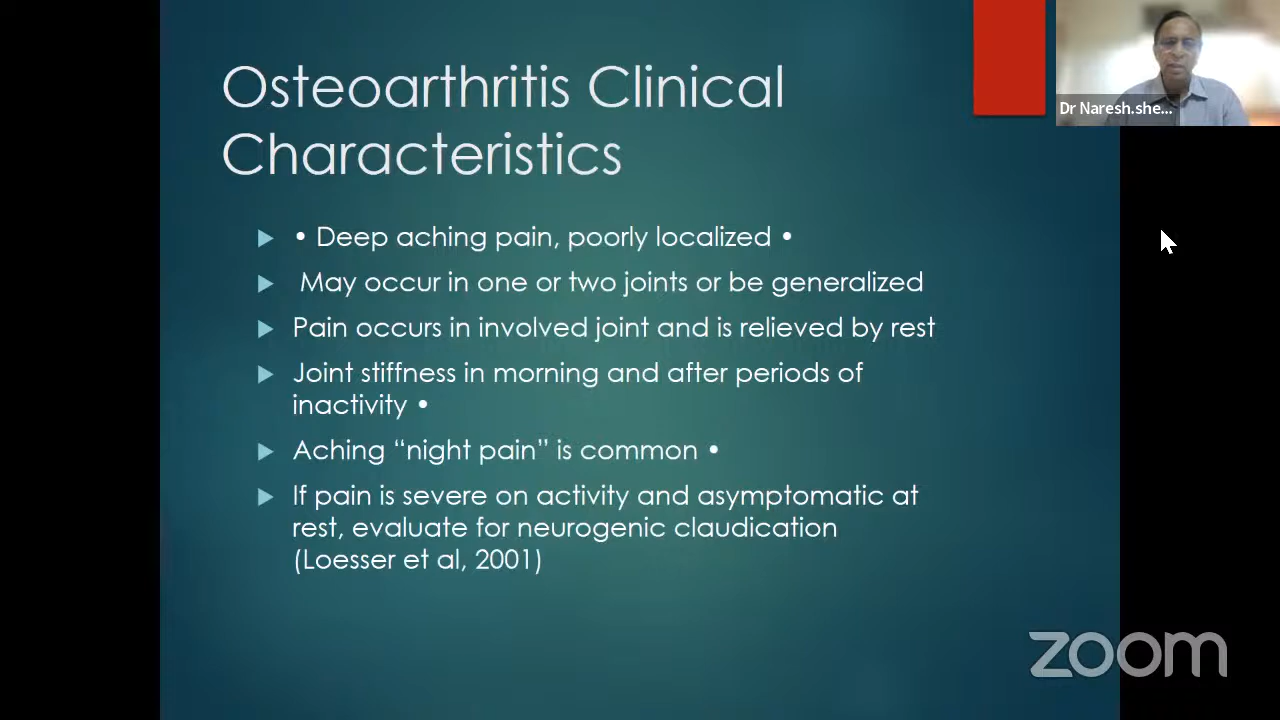 Osteoarthritis Clinical
Characteristics
Dr Naresh.she...
• Deep aching pain, poorly localized •
May occur in one or two joints or be generalized
Pain occurs in involved joint and is relieved by rest
Joint stiffness in morning and after periods of
inactivity •
Aching “night pain” is common •
If pain is severe on activity and asymptomatic at
rest, evaluate for neurogenic claudication
(Loesser et al, 2001)
zoom